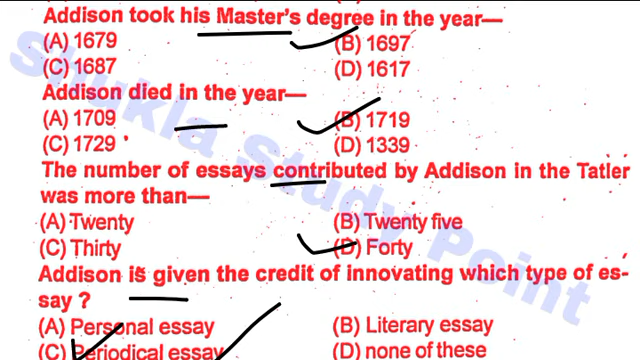 Addison took his Master's degree in the year—
(A) 1679 (B) 1697
(C) 1687 (D) 1617
Addison died in the year—
(A) 1709 (B) 1719
(C) 1729 (D) 1339
The number of essays contributed by Addison in the Tatler
was more than—
(A) Twenty (B) Twenty five
(C) Thirty (D) Forty
Addison is given the credit of innovating which type of es-
say ?
(A) Personal essay (B) Literary essay
(C) Periodical essay (D) none of these
Shukla Study Point